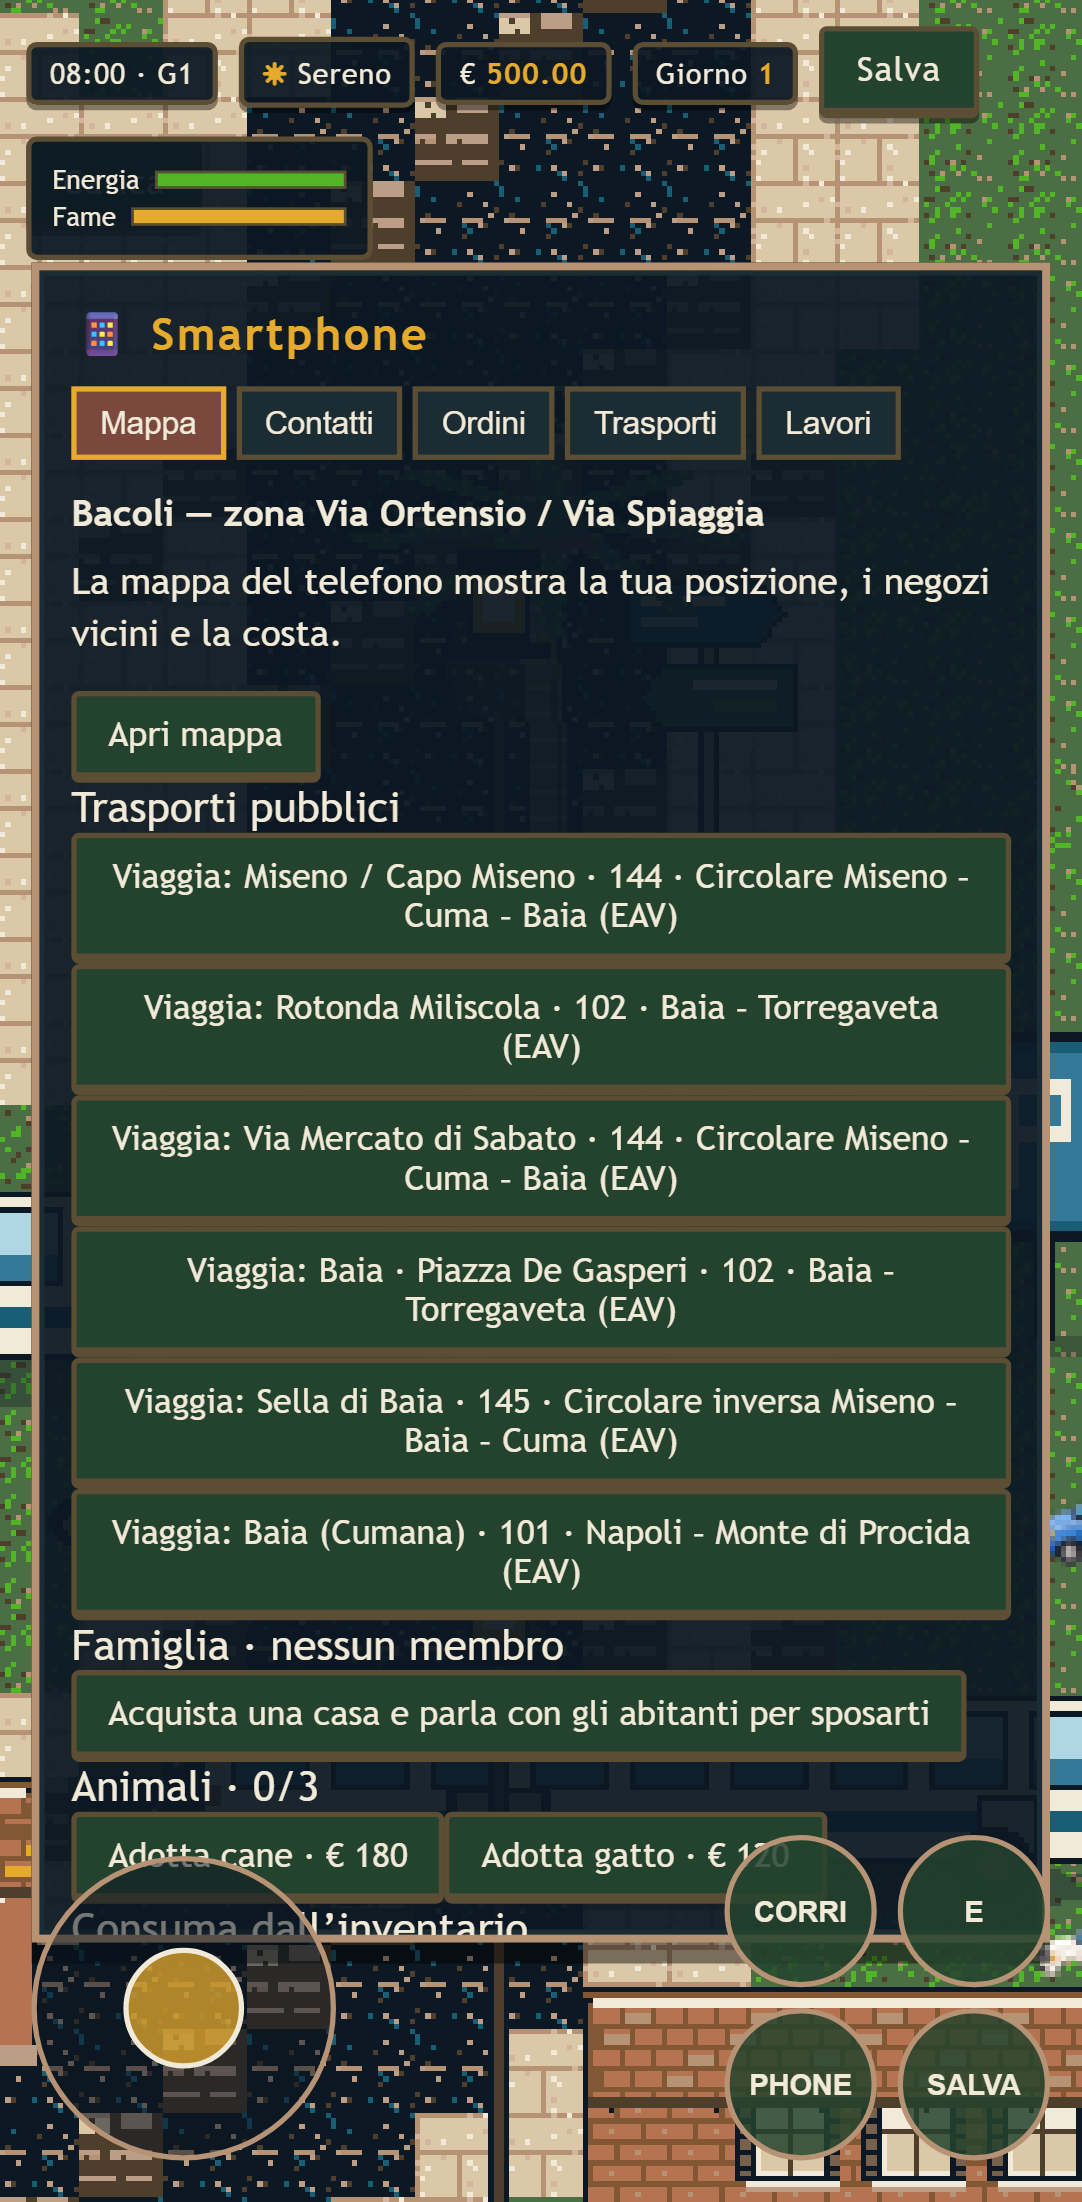 08:00 · G1
Sereno
€ 500.00
Giorno 1
Salva
Energia
Fame
Smartphone
Mappa
Contatti
Ordini
Trasporti
Lavori
Bacoli — zona Via Ortensio / Via Spiaggia
La mappa del telefono mostra la tua posizione, i negozi
vicini e la costa.
Apri mappa
Trasporti pubblici
Viaggia: Miseno / Capo Miseno · 144 · Circolare Miseno –
Cuma – Baia (EAV)
Viaggia: Rotonda Miliscola · 102 · Baia – Torregaveta
(EAV)
Viaggia: Via Mercato di Sabato · 144 · Circolare Miseno –
Cuma – Baia (EAV)
Viaggia: Baia · Piazza De Gasperi · 102 · Baia –
Torregaveta (EAV)
Viaggia: Sella di Baia · 145 · Circolare inversa Miseno –
Baia – Cuma (EAV)
Viaggia: Baia (Cumana) · 101 · Napoli – Monte di Procida
(EAV)
Famiglia · nessun membro
Acquista una casa e parla con gli abitanti per sposarti
Animali · 0/3
Adotta cane · € 180
Adotta gatto · € 120
Consuma dall’inventario
CORRI
E
PHONE
SALVA